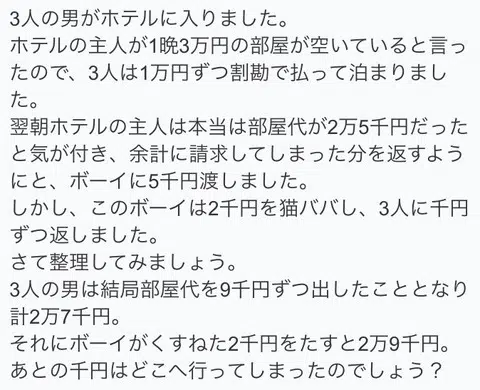 3人の男がホテルに入りました。
ホテルの主人が1晩3万円の部屋が空いていると言っ
たので、3人は1万円ずつ割勘で払って泊まりまし
た。
翌朝ホテルの主人は本当は部屋代が2万5千円だった
と気が付き、余計に請求してしまった分を返すよう
にと、ボーイに5千円渡しました。
しかし、このボーイは2千円を猫ババし、3人に千円
ずつ返しました。
さて整理してみましょう。
3人の男は結局部屋代を9千円ずつ出したこととなり
計2万7千円。
それにボーイがくすねた2千円をたすと2万9千円。
あとの千円はどこへ行ってしまったのでしょう？